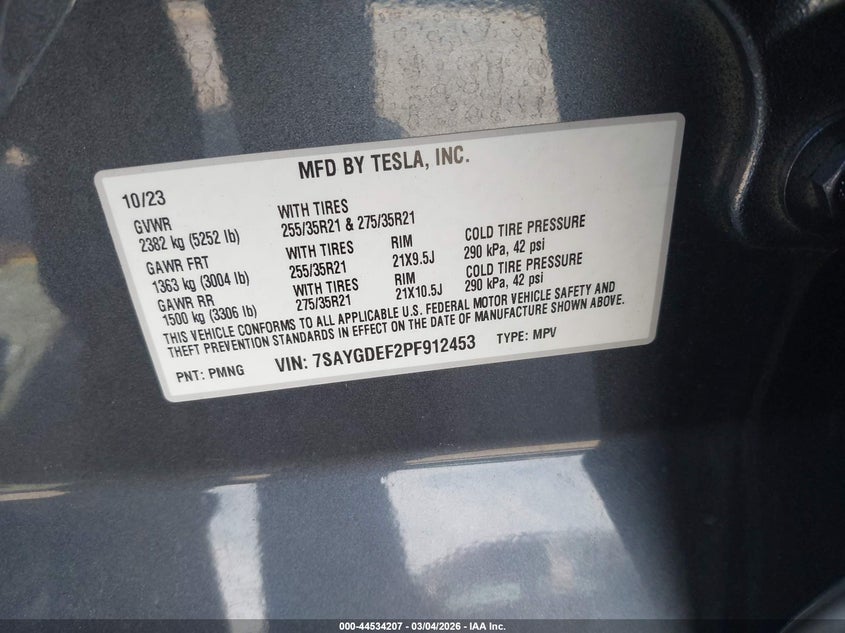 MFD BY TESLA, INC.
10/23
GVWR WITH TIRES
2382 kg (5252 lb) 255/35R21 & 275/35R21
GAWR FRT WITH TIRES RIM COLD TIRE PRESSURE
1363 kg (3004 lb) 255/35R21 21X9.5J 290 kPa, 42 psi
GAWR RR WITH TIRES RIM COLD TIRE PRESSURE
1500 kg (3306 lb) 275/35R21 21X10.5J 290 kPa, 42 psi
THIS VEHICLE CONFORMS TO ALL APPLICABLE U.S. FEDERAL MOTOR VEHICLE SAFETY AND
THEFT PREVENTION STANDARDS IN EFFECT ON THE DATE OF MANUFACTURE SHOWN ABOVE.
PNT: PMNG VIN: 7SAYGDEF2PF912453 TYPE: MPV
000-44534207 - 03/04/2026 - IAA Inc.